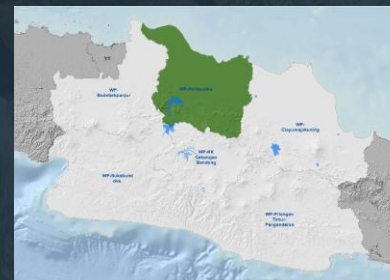 WP-
Bodebekpunjur
WP-Purwasuka
WP-
Ciayumajakuning
WP-KK
Cekungan
Bandung
WP-Sukabumi
dsk.
WP-Priangan
Timur-
Pangandaran